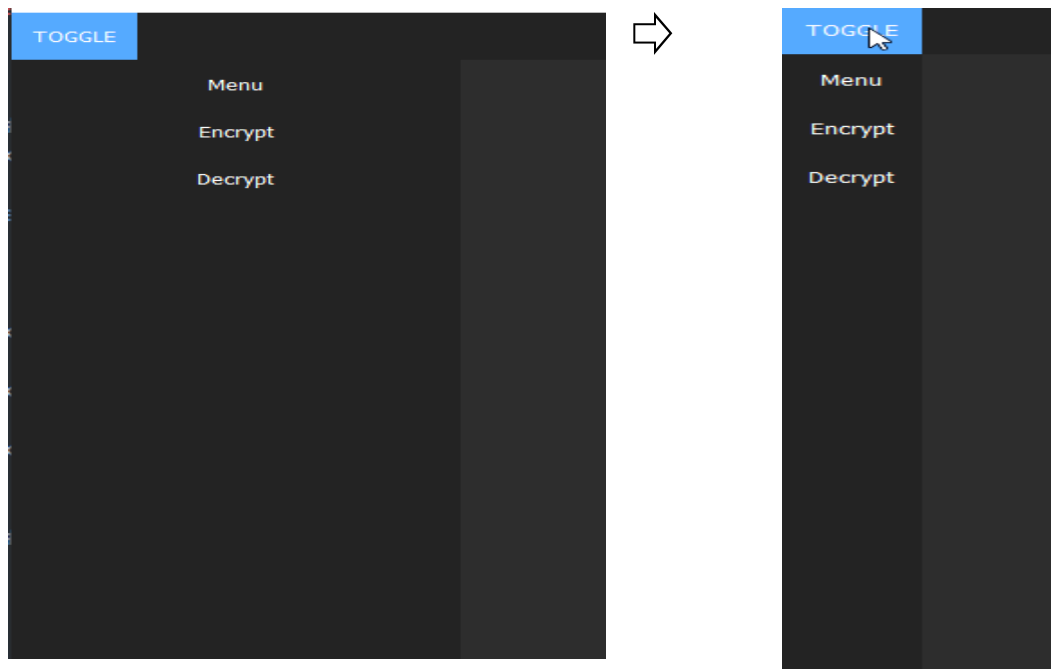 TOGGLE
Menu
Encrypt
Decrypt
TOGGLE
Menu
Encrypt
Decrypt